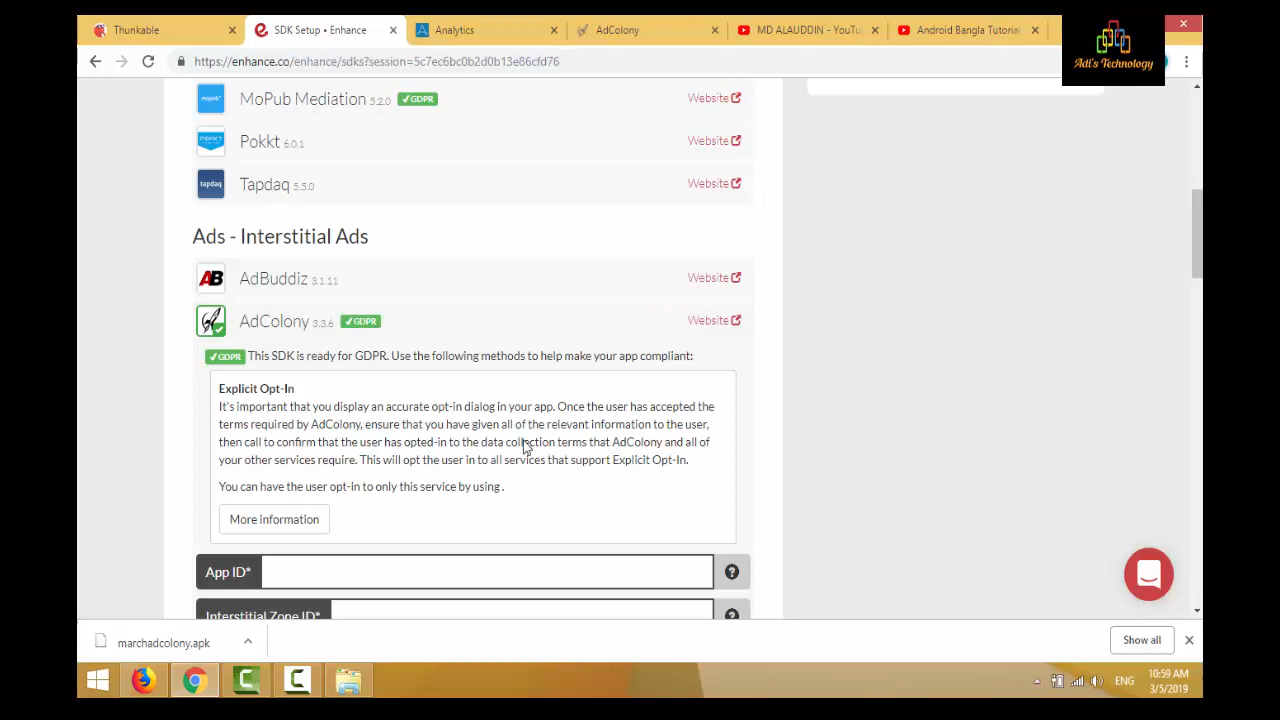 Thunkable
SDK Setup • Enhance
Analytics
AdColony
MD ALAUDDIN - YouTu
Android Bangla Tutorial
Adi's Technology
https://enhance.co/enhance/sdks?session=5c7ec6bc0b2d0b13e86cfd76
mopub
MoPub Mediation 5.2.0 ✓GDPR
Website
POKKT
Pokkt 6.0.1
Website
tapdaq
Tapdaq 5.5.0
Website
Ads - Interstitial Ads
AB
AdBuddiz 3.1.11
Website
AdColony 3.3.6 ✓GDPR
Website
✓GDPR This SDK is ready for GDPR. Use the following methods to help make your app compliant:
Explicit Opt-In
It's important that you display an accurate opt-in dialog in your app. Once the user has accepted the
terms required by AdColony, ensure that you have given all of the relevant information to the user,
then call to confirm that the user has opted-in to the data collection terms that AdColony and all of
your other services require. This will opt the user in to all services that support Explicit Opt-In.
You can have the user opt-in to only this service by using .
More information
App ID*
?
Interstitial Zone ID*
?
marchadcolony.apk
Show all
ENG
10:59 AM
3/5/2019